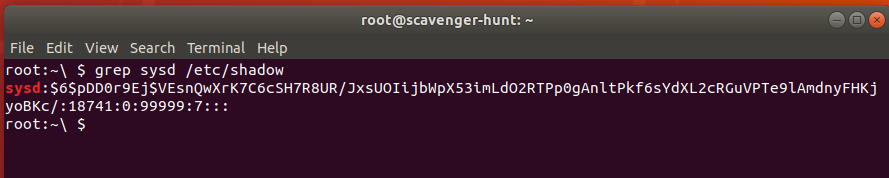 root@scavenger-hunt: ~
File Edit View Search Terminal Help
root:~\ $ grep sysd /etc/shadow
sysd:$6$pDD0r9Ej$VEsnQwXrK7C6cSH7R8UR/JxsUOIijbWpX53imLdO2RTPp0gAnltPkf6sYdXL2cRGuVPTe9lAmdnyFHKj
yoBKc/:18741:0:99999:7:::
root:~\ $